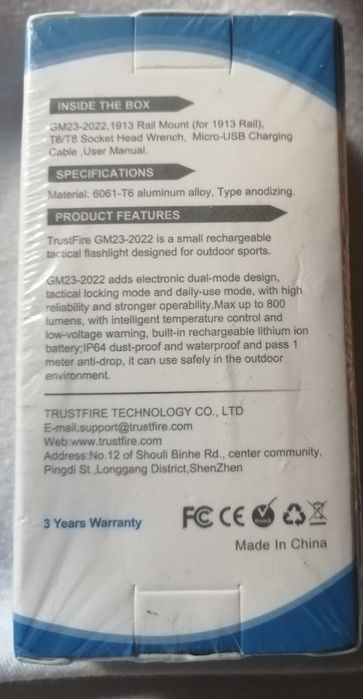 INSIDE THE BOX
GM23-2022,1913 Rail Mount (for 1913 Rail),
T6/T8 Socket Head Wrench, Micro-USB Charging
Cable ,User Manual.
SPECIFICATIONS
Material: 6061-T6 aluminum alloy, Type anodizing.
PRODUCT FEATURES
TrustFire GM23-2022 is a small rechargeable
tactical flashlight designed for outdoor sports.
GM23-2022 adds electronic dual-mode design,
tactical locking mode and daily-use mode, with high
reliability and stronger operability,Max up to 800
lumens, with intelligent temperature control and
low-voltage warning, built-in rechargeable lithium ion
battery;IP64 dust-proof and waterproof and pass 1
meter anti-drop, it can use safely in the outdoor
environment.
TRUSTFIRE TECHNOLOGY CO., LTD
E-mail:support@trustfire.com
Web:www.trustfire.com
Address:No.12 of Shouli Binhe Rd., center community,
Pingdi St.,Longgang District,ShenZhen
3 Years Warranty
FC CE RoHS
Made In China